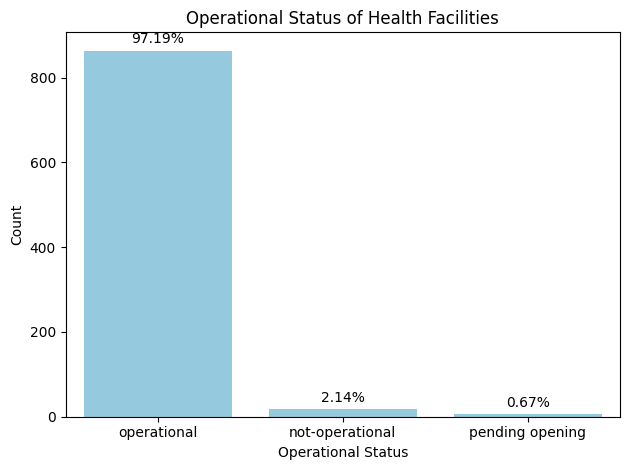 Operational Status of Health Facilities
97.19%
2.14%
0.67%
800
600
400
200
0
Count
operational
not-operational
pending opening
Operational Status